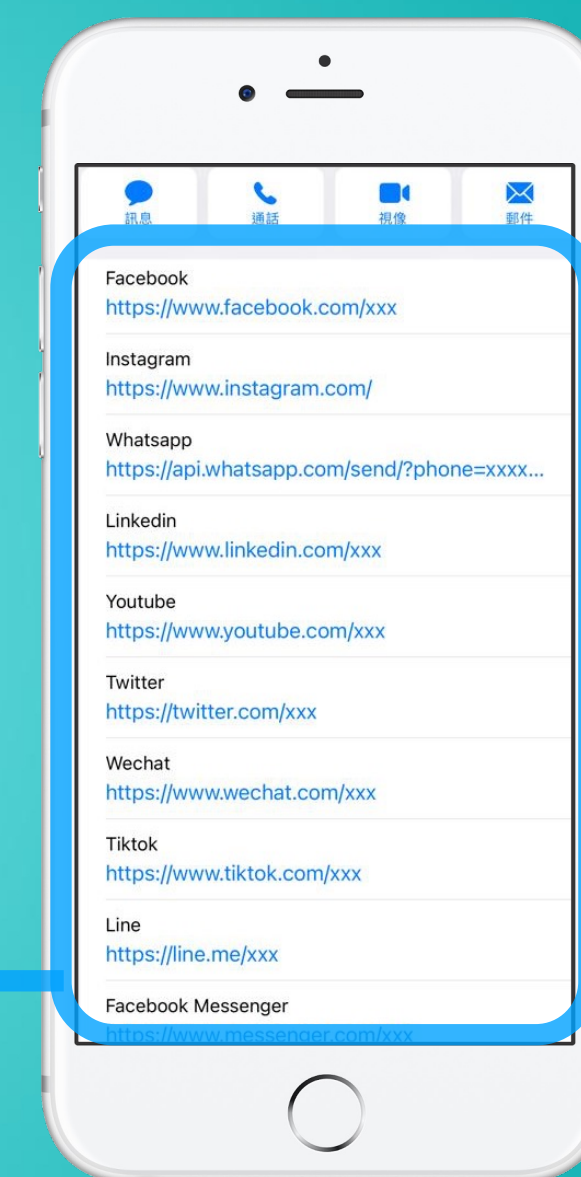 訊息
通話
視像
郵件
Facebook
https://www.facebook.com/xxx
Instagram
https://www.instagram.com/
Whatsapp
https://api.whatsapp.com/send/?phone=xxxx...
Linkedin
https://www.linkedin.com/xxx
Youtube
https://www.youtube.com/xxx
Twitter
https://twitter.com/xxx
Wechat
https://www.wechat.com/xxx
Tiktok
https://www.tiktok.com/xxx
Line
https://line.me/xxx
Facebook Messenger
https://www.messenger.com/xxx